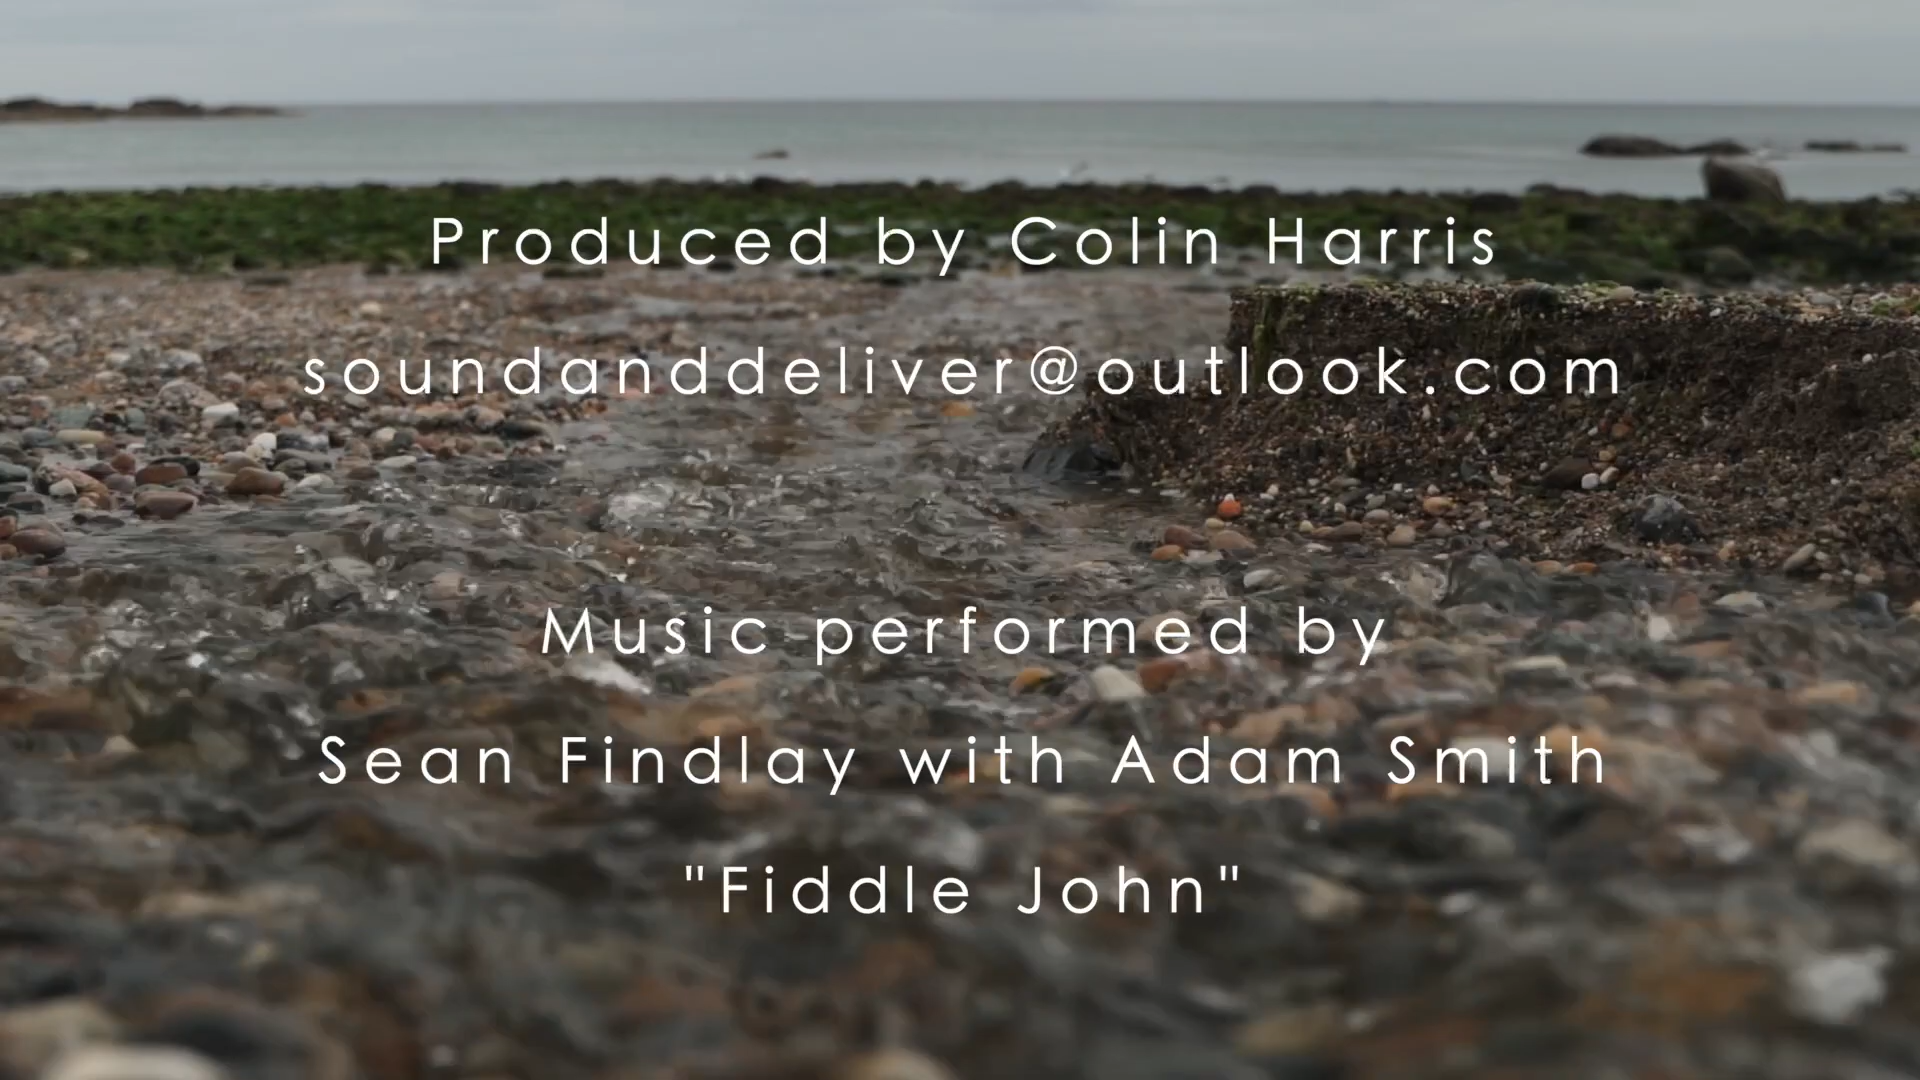 Produced by Colin Harris
soundanddeliver@outlook.com
Music performed by
Sean Findlay with Adam Smith
"Fiddle John"